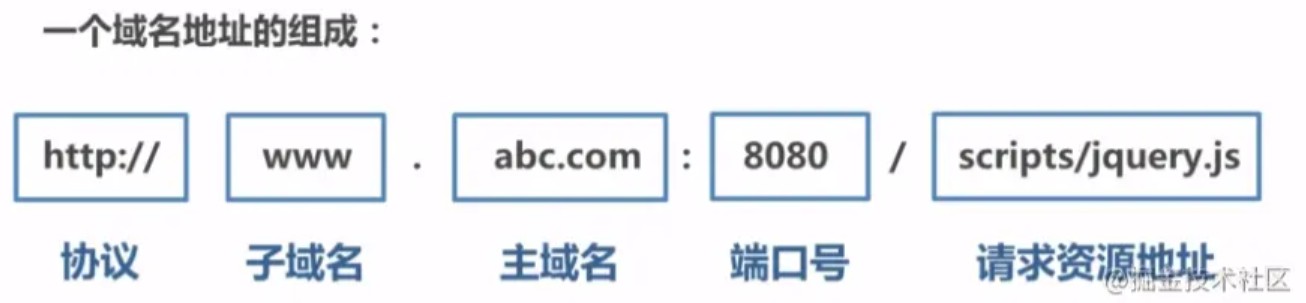 一个域名地址的组成：
http:// www . abc.com : 8080 / scripts/jquery.js
协议 子域名 主域名 端口号 请求资源地址
@掘金技术社区